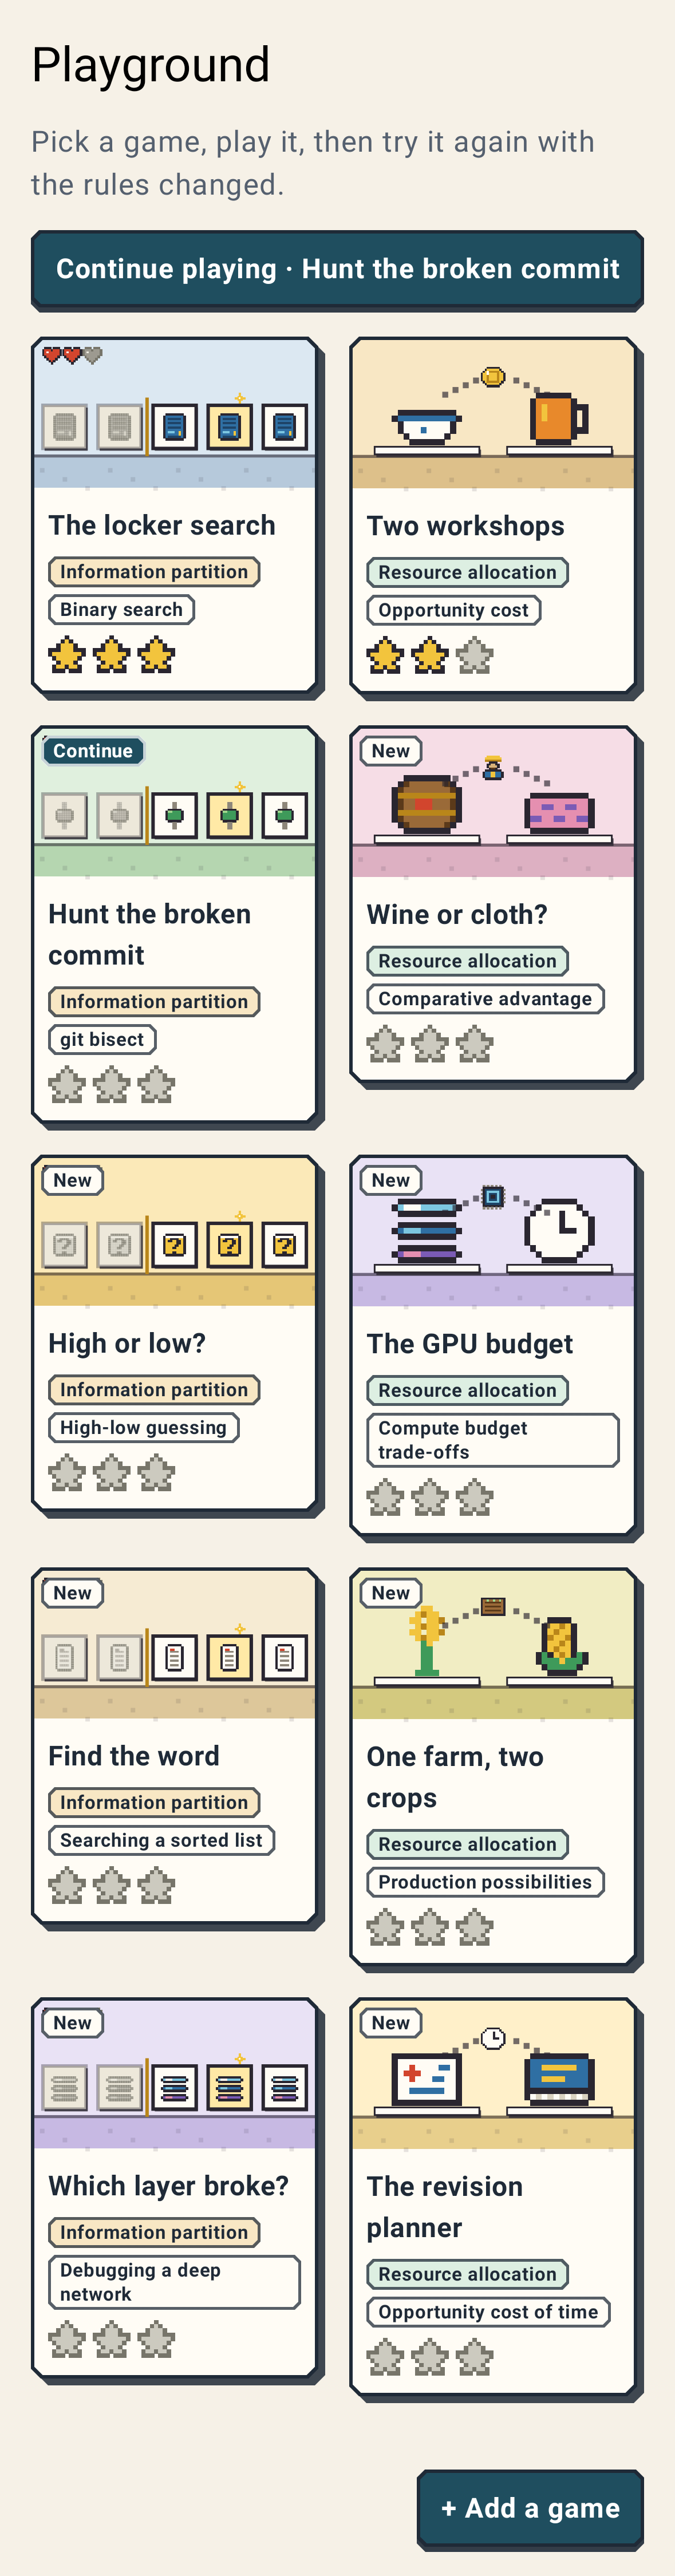 Playground
Pick a game, play it, then try it again with
the rules changed.
Continue playing · Hunt the broken commit
The locker search
Information partition
Binary search
Two workshops
Resource allocation
Opportunity cost
Continue
Hunt the broken
commit
Information partition
git bisect
New
Wine or cloth?
Resource allocation
Comparative advantage
New
? ? ? ? ?
High or low?
Information partition
High-low guessing
New
The GPU budget
Resource allocation
Compute budget
trade-offs
New
Find the word
Information partition
Searching a sorted list
New
One farm, two
crops
Resource allocation
Production possibilities
New
Which layer broke?
Information partition
Debugging a deep
network
New
The revision
planner
Resource allocation
Opportunity cost of time
+ Add a game